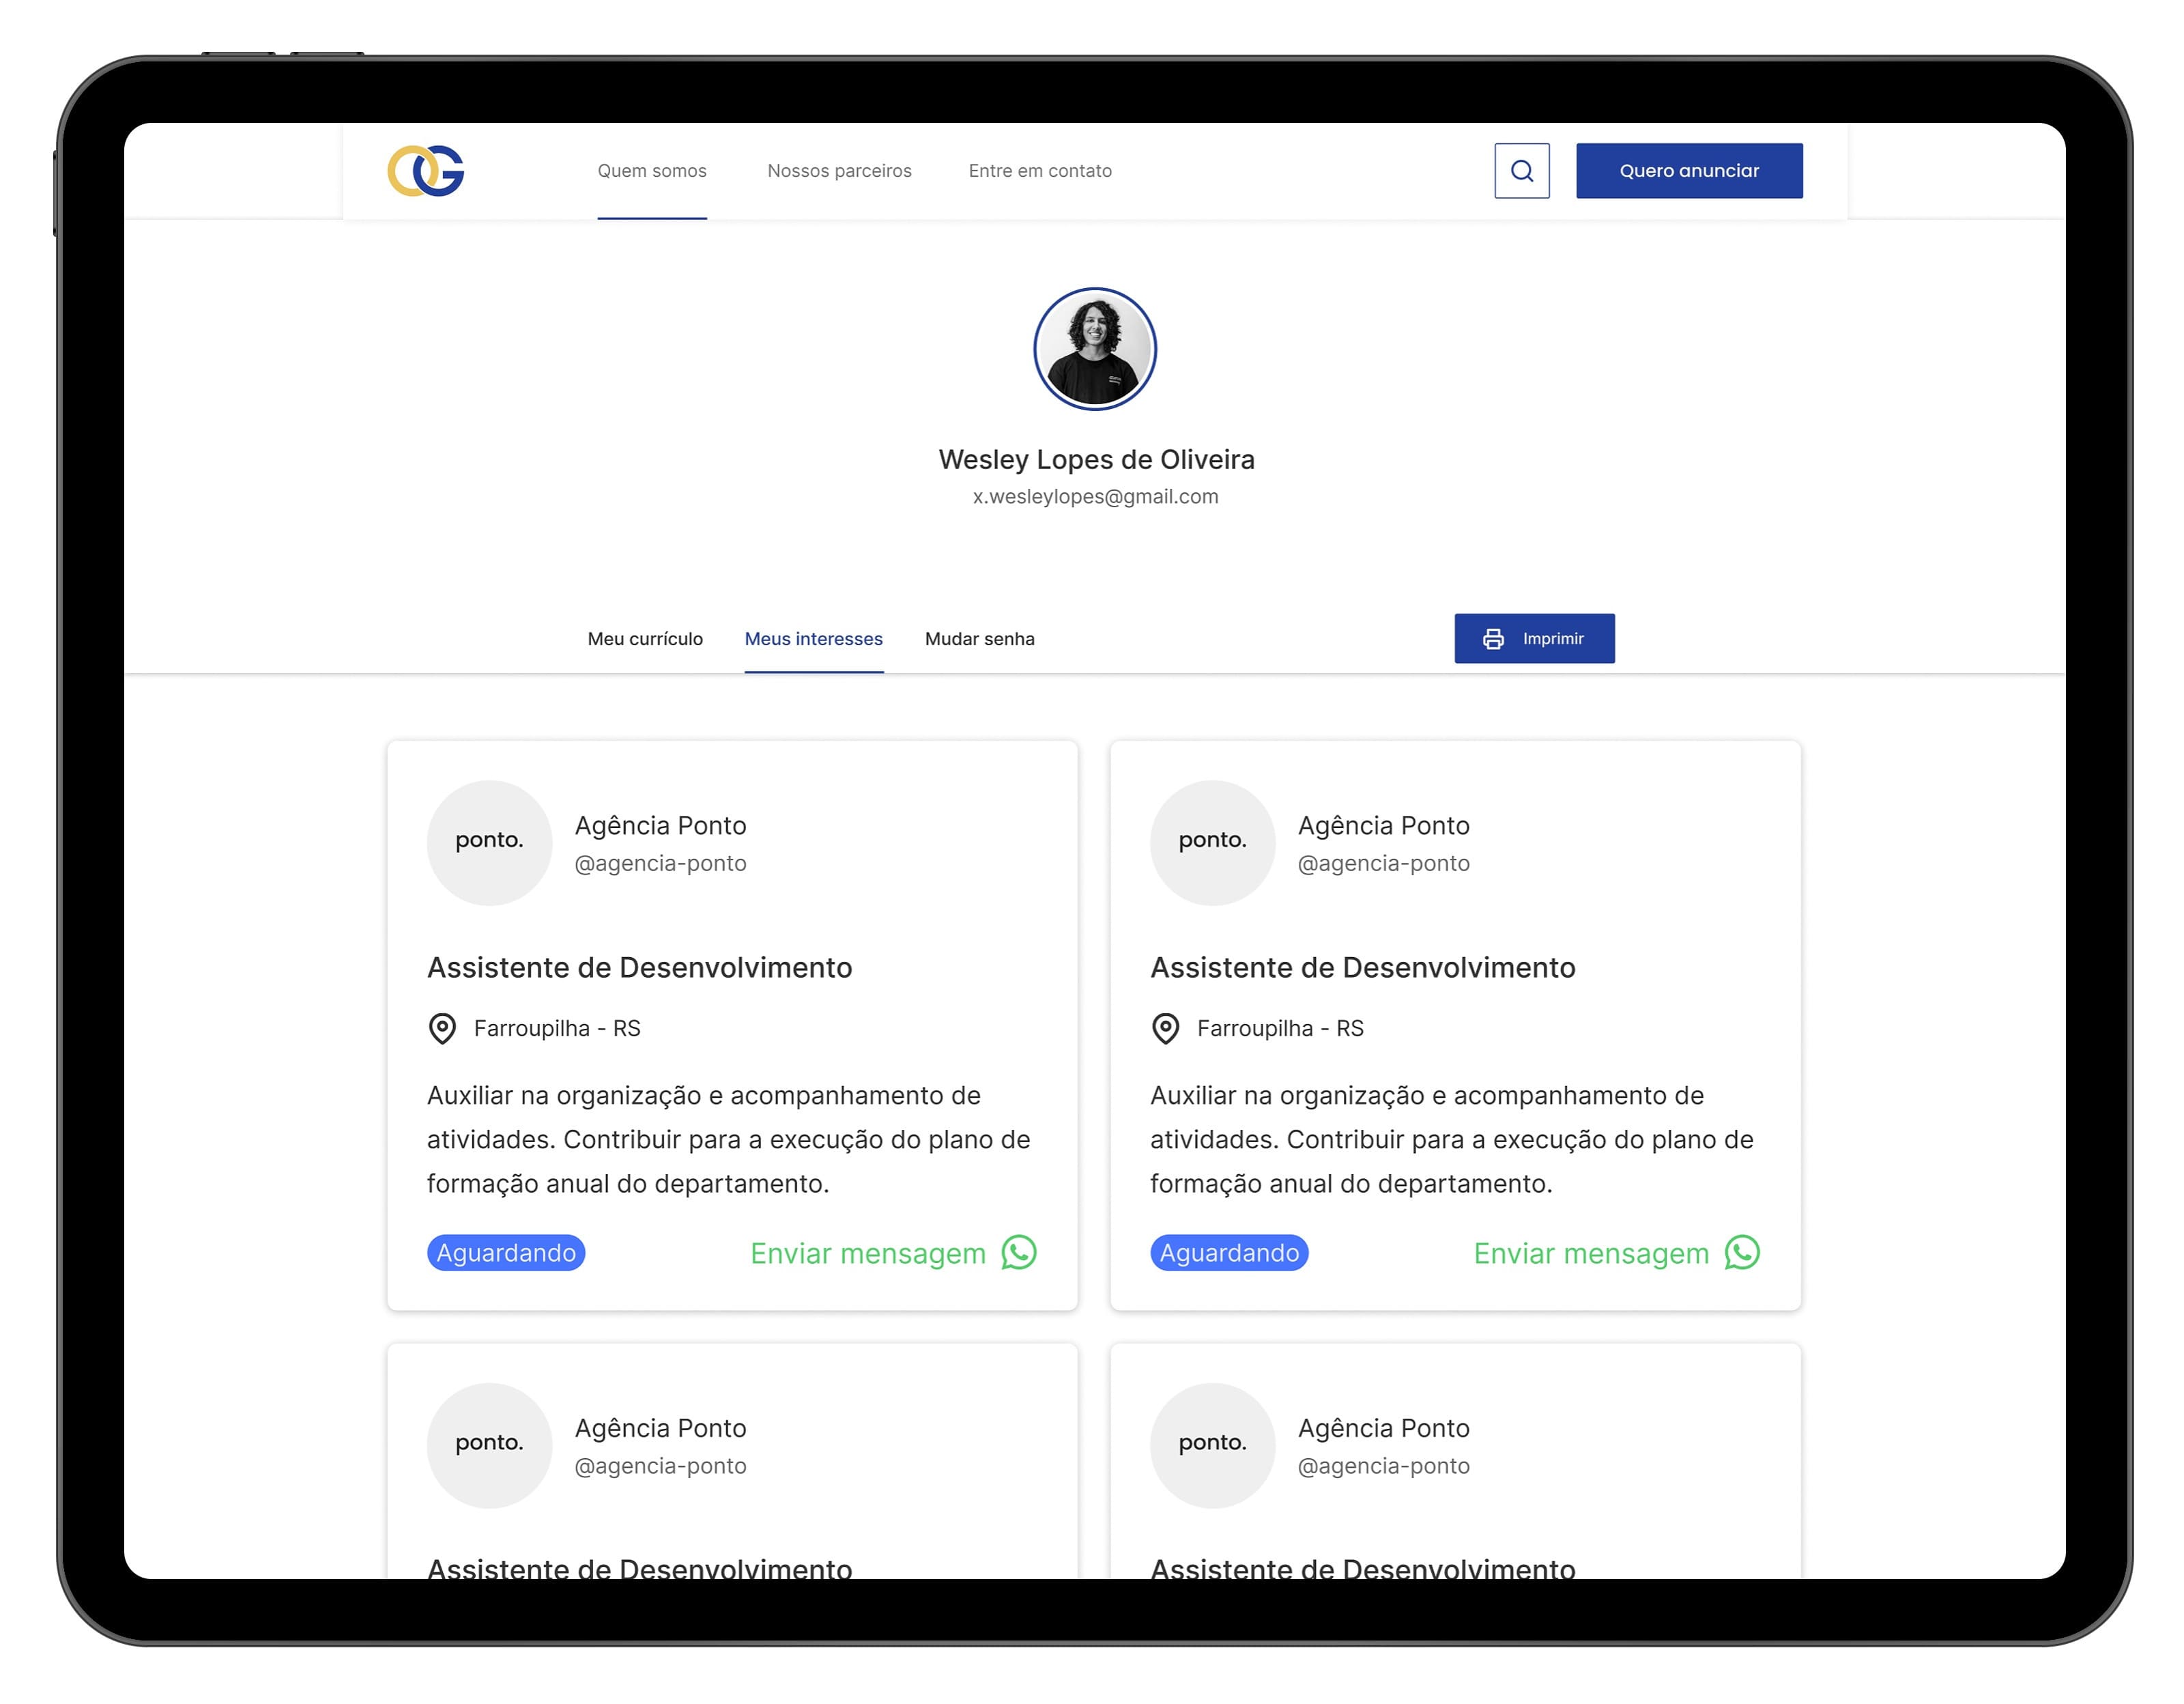 OG
Quem somos
Nossos parceiros
Entre em contato
Quero anunciar
Wesley Lopes de Oliveira
x.wesleylopes@gmail.com
Meu currículo
Meus interesses
Mudar senha
Imprimir
ponto.
Agência Ponto
@agencia-ponto
Assistente de Desenvolvimento
Farroupilha - RS
Auxiliar na organização e acompanhamento de
atividades. Contribuir para a execução do plano de
formação anual do departamento.
Aguardando
Enviar mensagem
ponto.
Agência Ponto
@agencia-ponto
Assistente de Desenvolvimento
Farroupilha - RS
Auxiliar na organização e acompanhamento de
atividades. Contribuir para a execução do plano de
formação anual do departamento.
Aguardando
Enviar mensagem
ponto.
Agência Ponto
@agencia-ponto
Assistente de Desenvolvimento
ponto.
Agência Ponto
@agencia-ponto
Assistente de Desenvolvimento